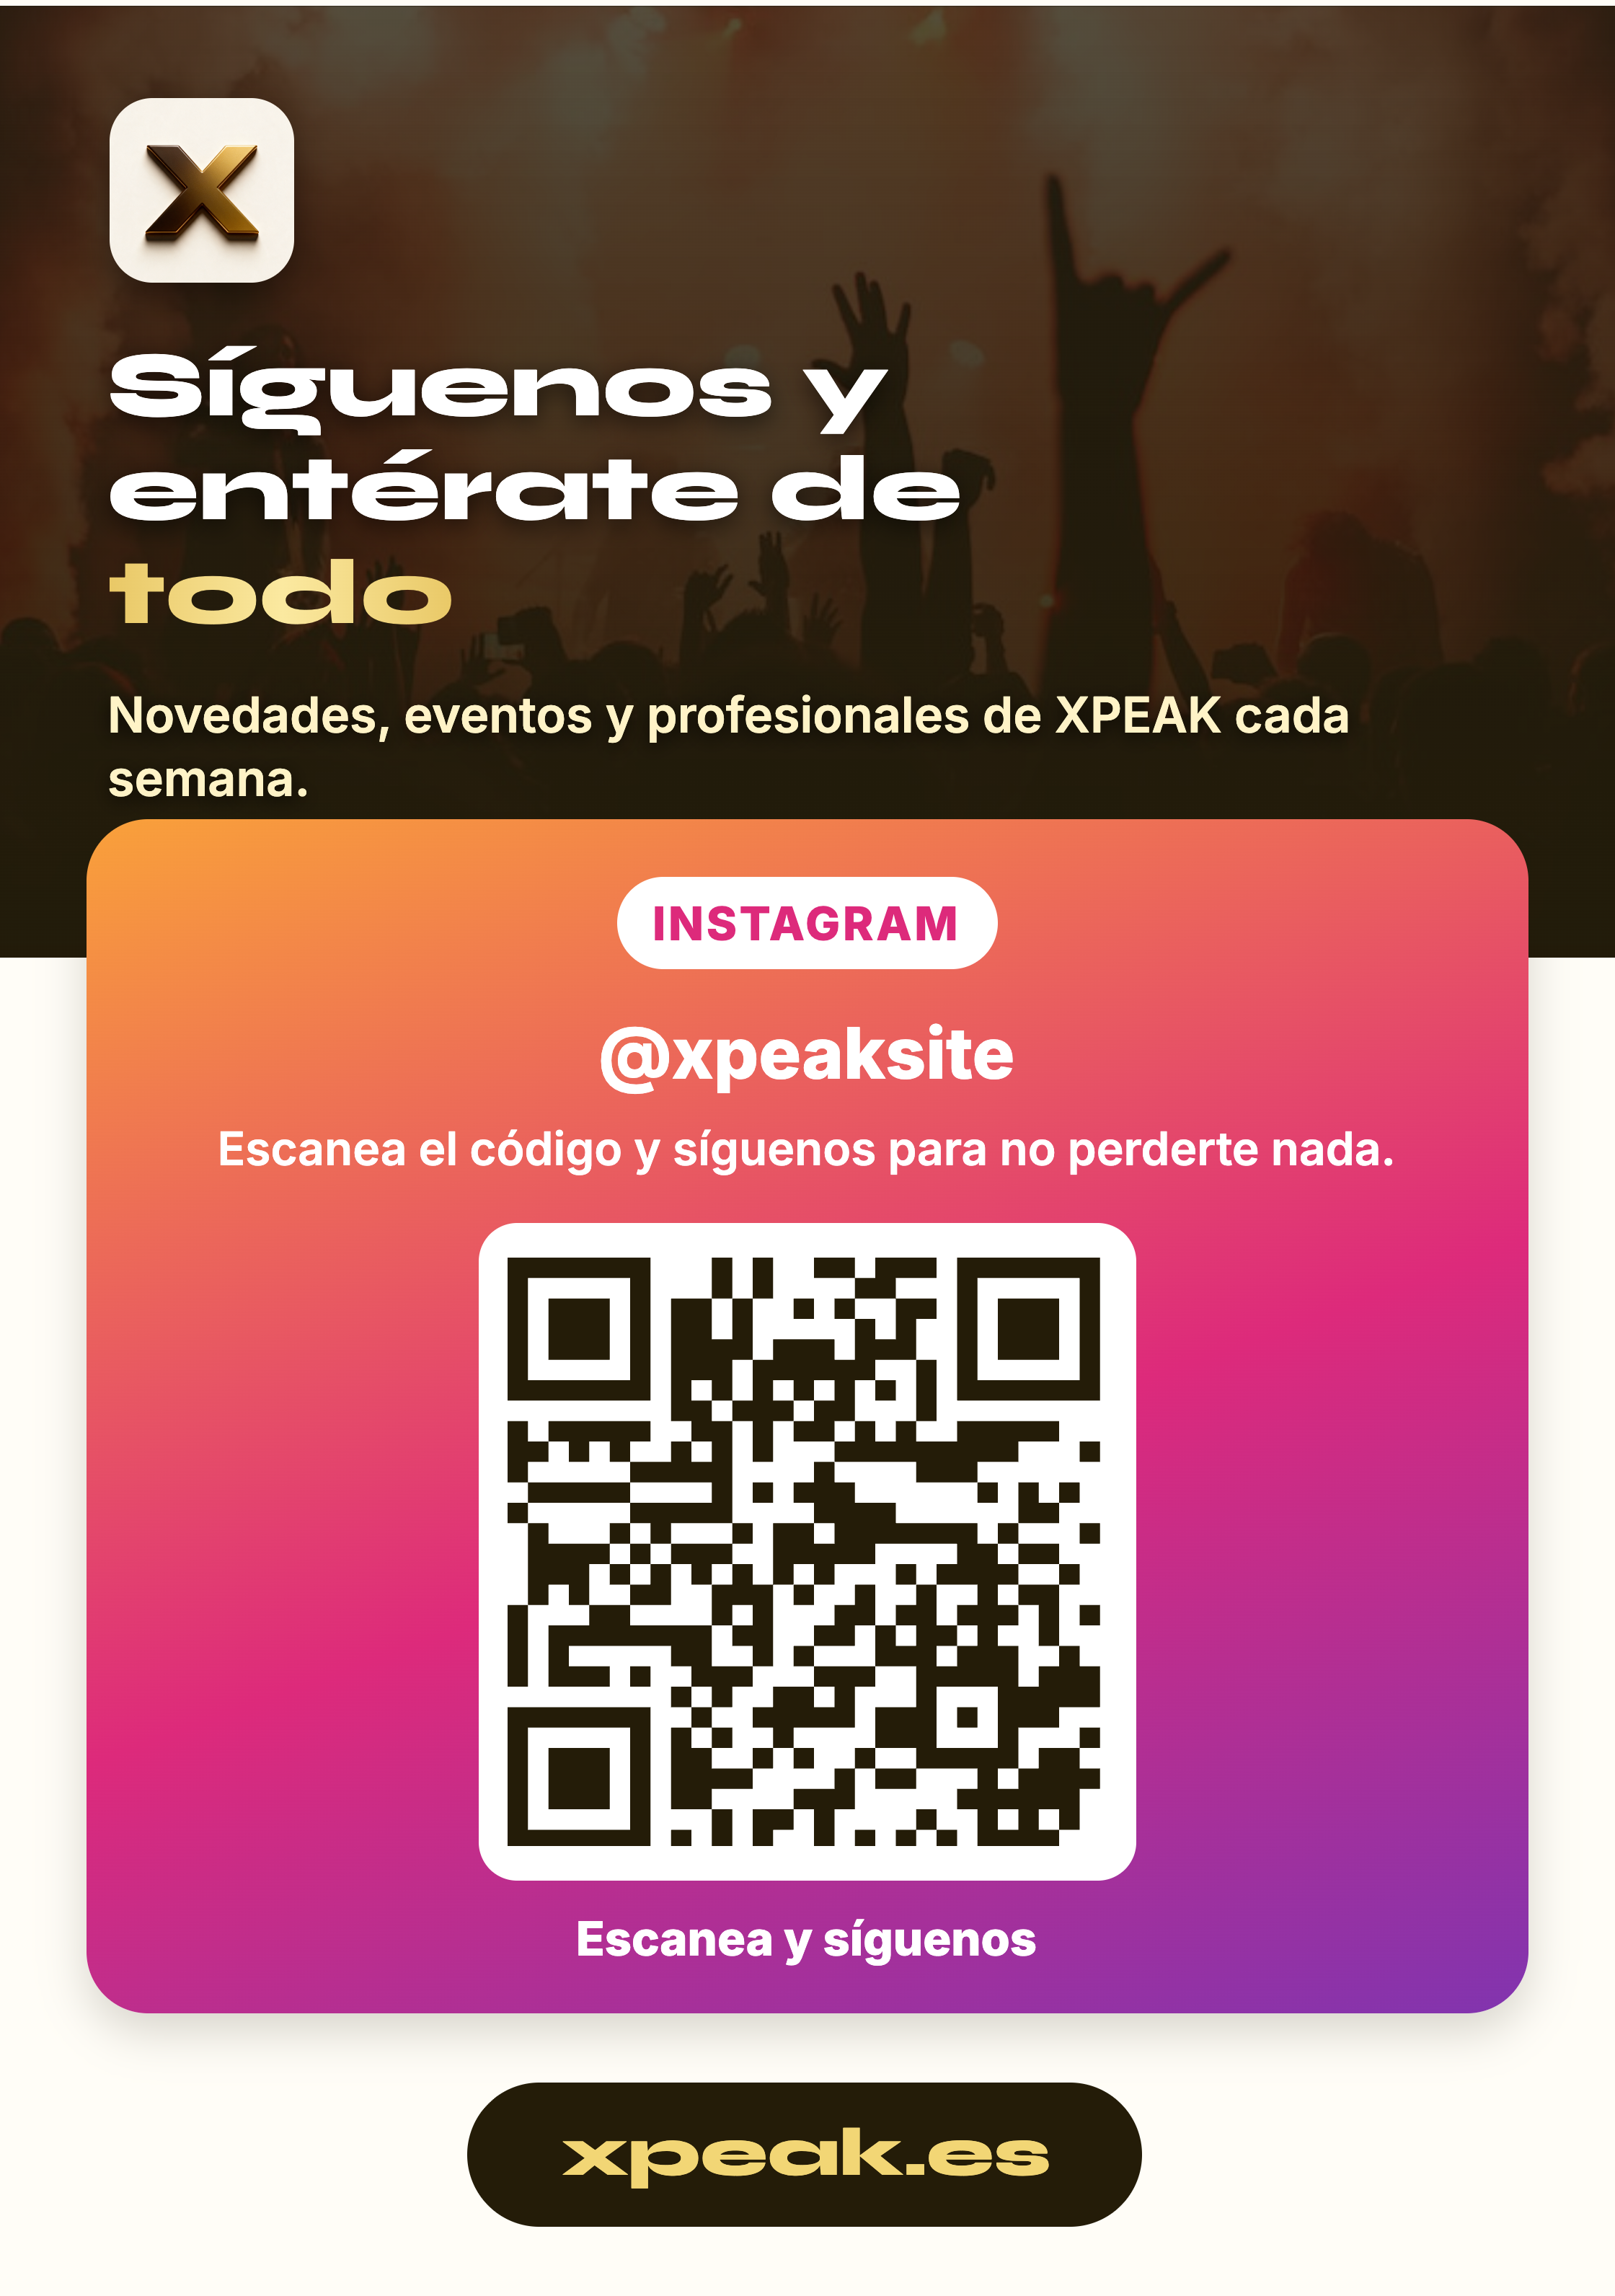 X
Síguenos y
entérate de
todo
Novedades, eventos y profesionales de XPEAK cada
semana.
INSTAGRAM
@xpeaksite
Escanea el código y síguenos para no perderte nada.
Escanea y síguenos
xpeak.es